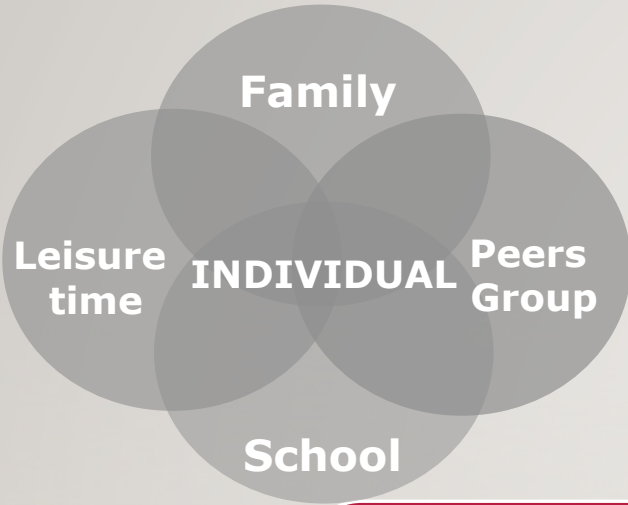 Family
Leisure
time
INDIVIDUAL
Peers
Group
School